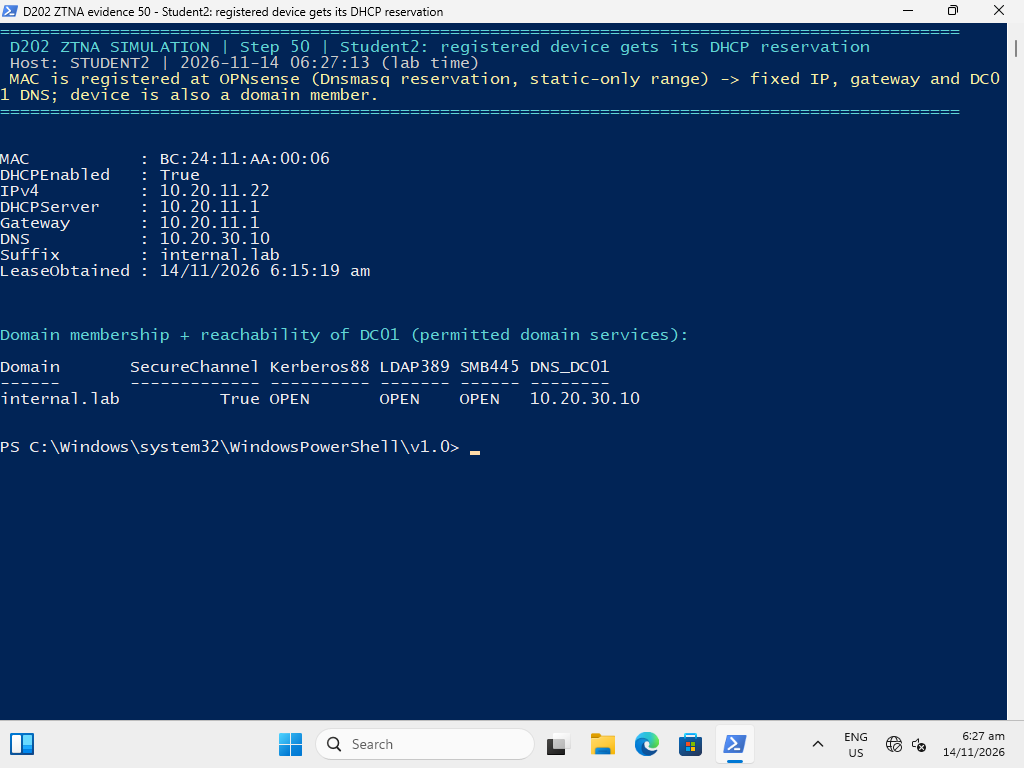 D202 ZTNA evidence 50 - Student2: registered device gets its DHCP reservation
================================================================================================
D202 ZTNA SIMULATION | Step 50 | Student2: registered device gets its DHCP reservation
Host: STUDENT2 | 2026-11-14 06:27:13 (lab time)
MAC is registered at OPNsense (Dnsmasq reservation, static-only range) -> fixed IP, gateway and DC0
1 DNS; device is also a domain member.
================================================================================================
MAC           : BC:24:11:AA:00:06
DHCPEnabled   : True
IPv4          : 10.20.11.22
DHCPServer    : 10.20.11.1
Gateway       : 10.20.11.1
DNS           : 10.20.30.10
Suffix        : internal.lab
LeaseObtained : 14/11/2026 6:15:19 am
Domain membership + reachability of DC01 (permitted domain services):
Domain       SecureChannel Kerberos88 LDAP389 SMB445 DNS_DC01
------       ------------- ---------- ------- ------ --------
internal.lab          True OPEN       OPEN    OPEN   10.20.30.10
PS C:\Windows\system32\WindowsPowerShell\v1.0> _
Search
ENG
US
6:27 am
14/11/2026